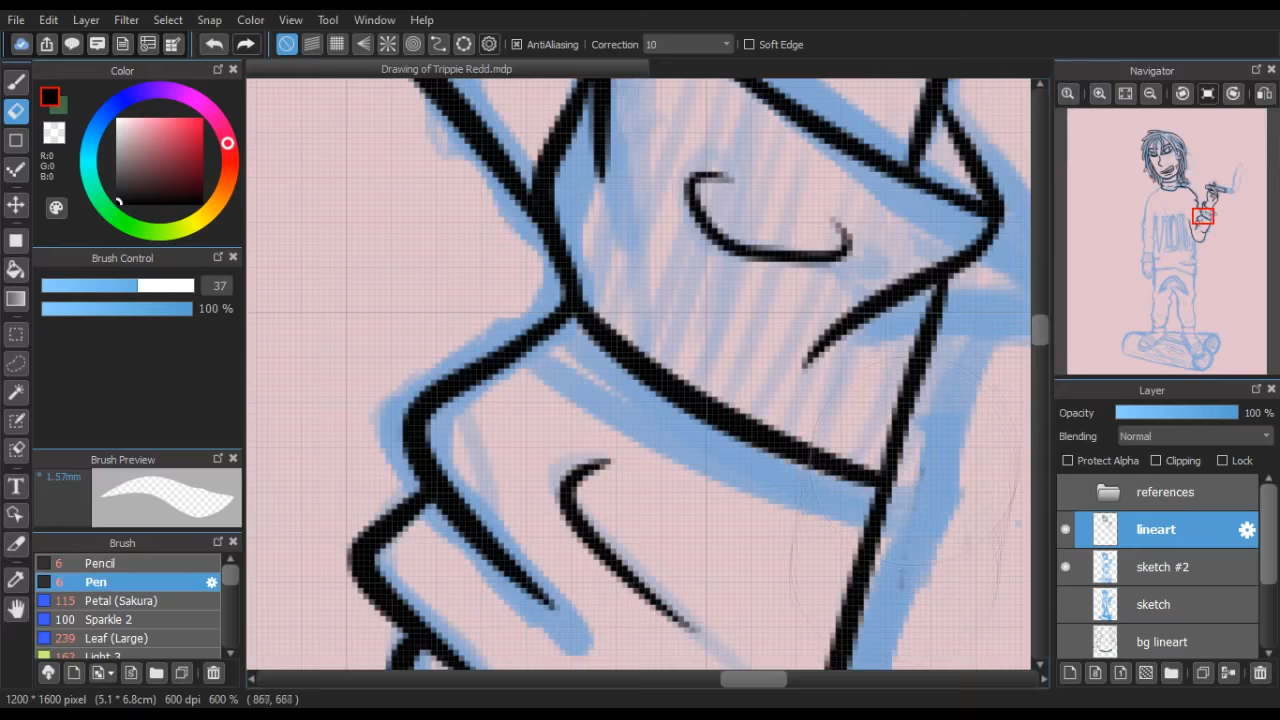 File Edit Layer Filter Select Snap Color View Tool Window Help
AntiAliasing Correction 10 Soft Edge
Color
Drawing of Trippie Redd.mdp
Navigator
R:0
G:0
B:0
Brush Control
37
100 %
Brush Preview
* 1.57mm
Brush
6 Pencil
6 Pen
115 Petal (Sakura)
100 Sparkle 2
239 Leaf (Large)
162 Light 3
Layer
Opacity 100 %
Blending Normal
Protect Alpha Clipping Lock
references
lineart
sketch #2
sketch
bg lineart
1200 * 1600 pixel (5.1 * 6.8cm) 600 dpi 600 %